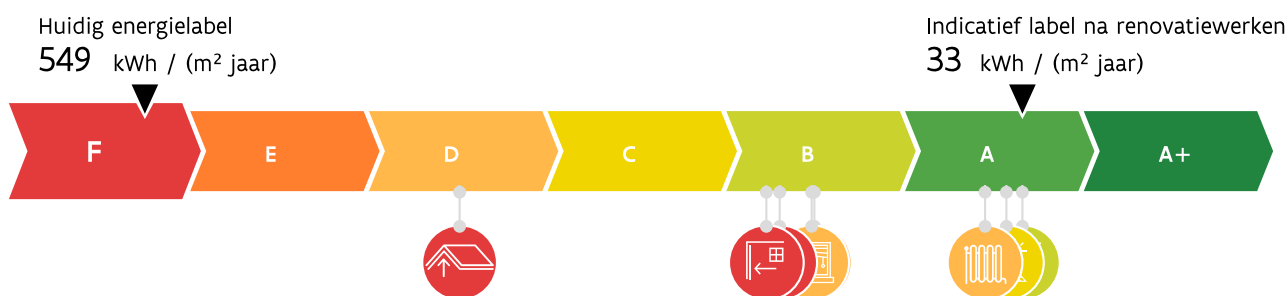 Huidig energielabel
549 kWh / (m² jaar)
Indicatief label na renovatiewerken
33 kWh / (m² jaar)
F E D C B A A+